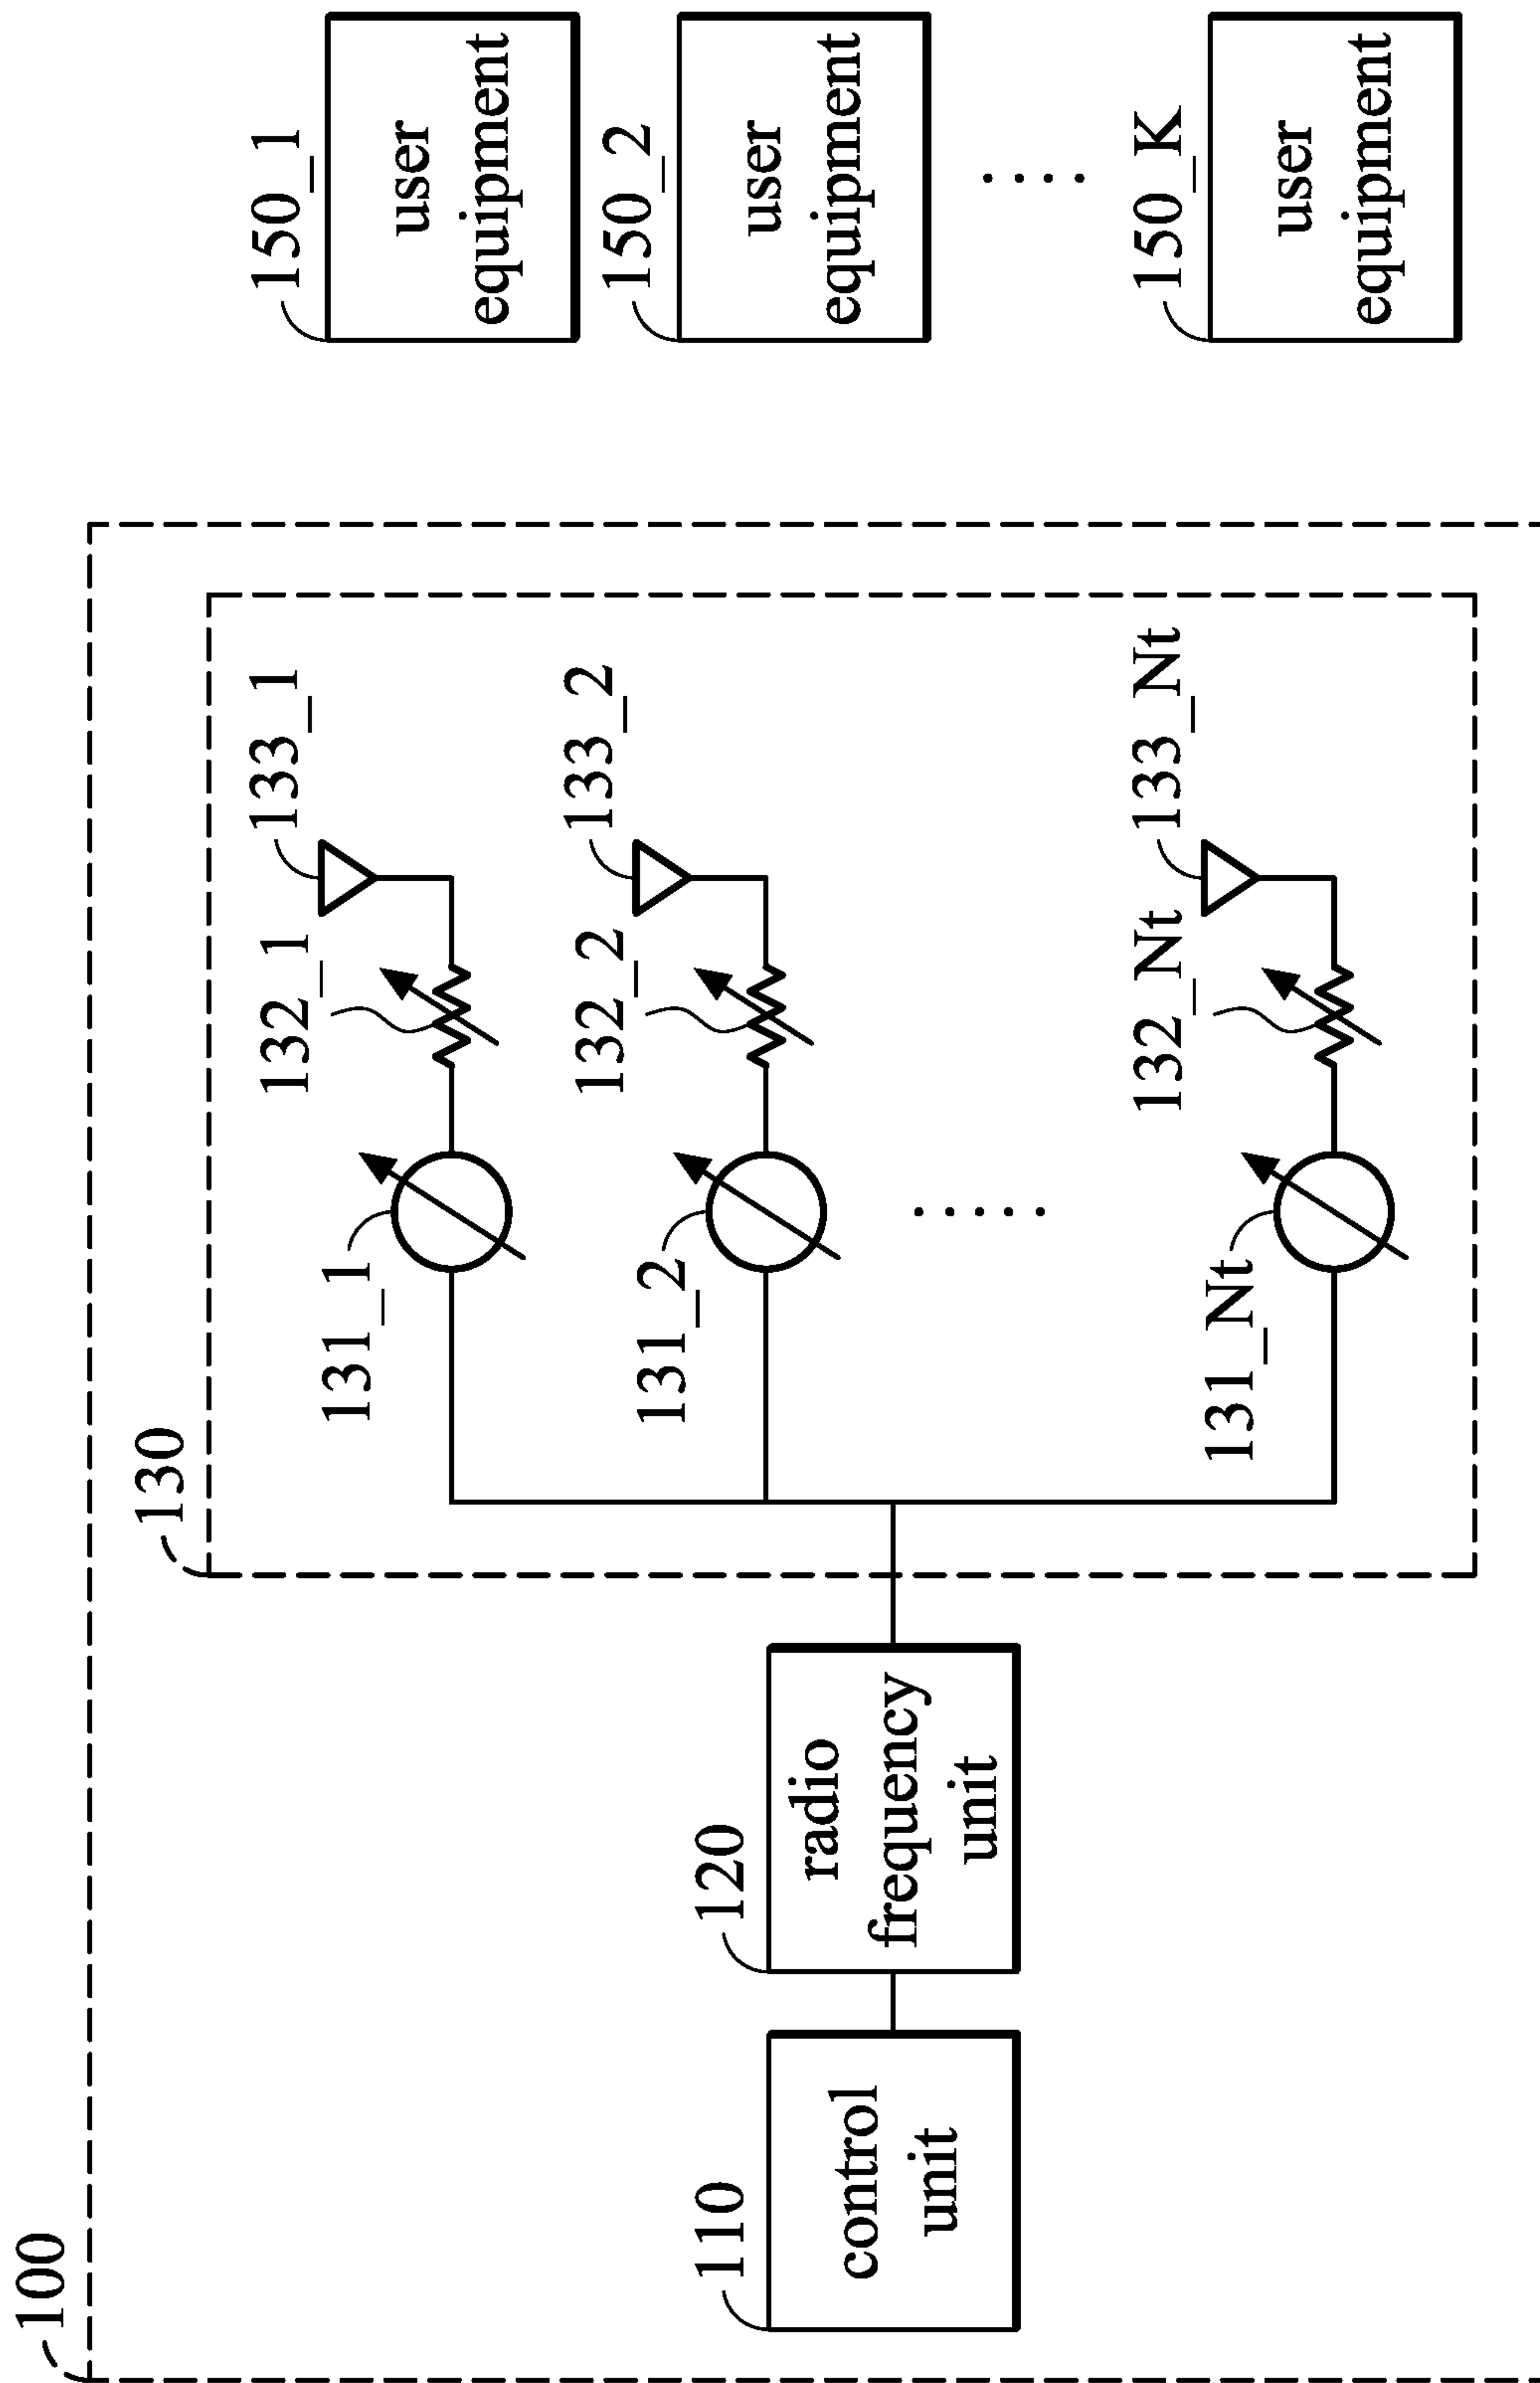 100
130
110
control
unit
120
radio
frequency
unit
131_1
132_1
133_1
131_2
132_2
133_2
131_Nt
132_Nt
133_Nt
150_1
user
equipment
150_2
user
equipment
150_K
user
equipment